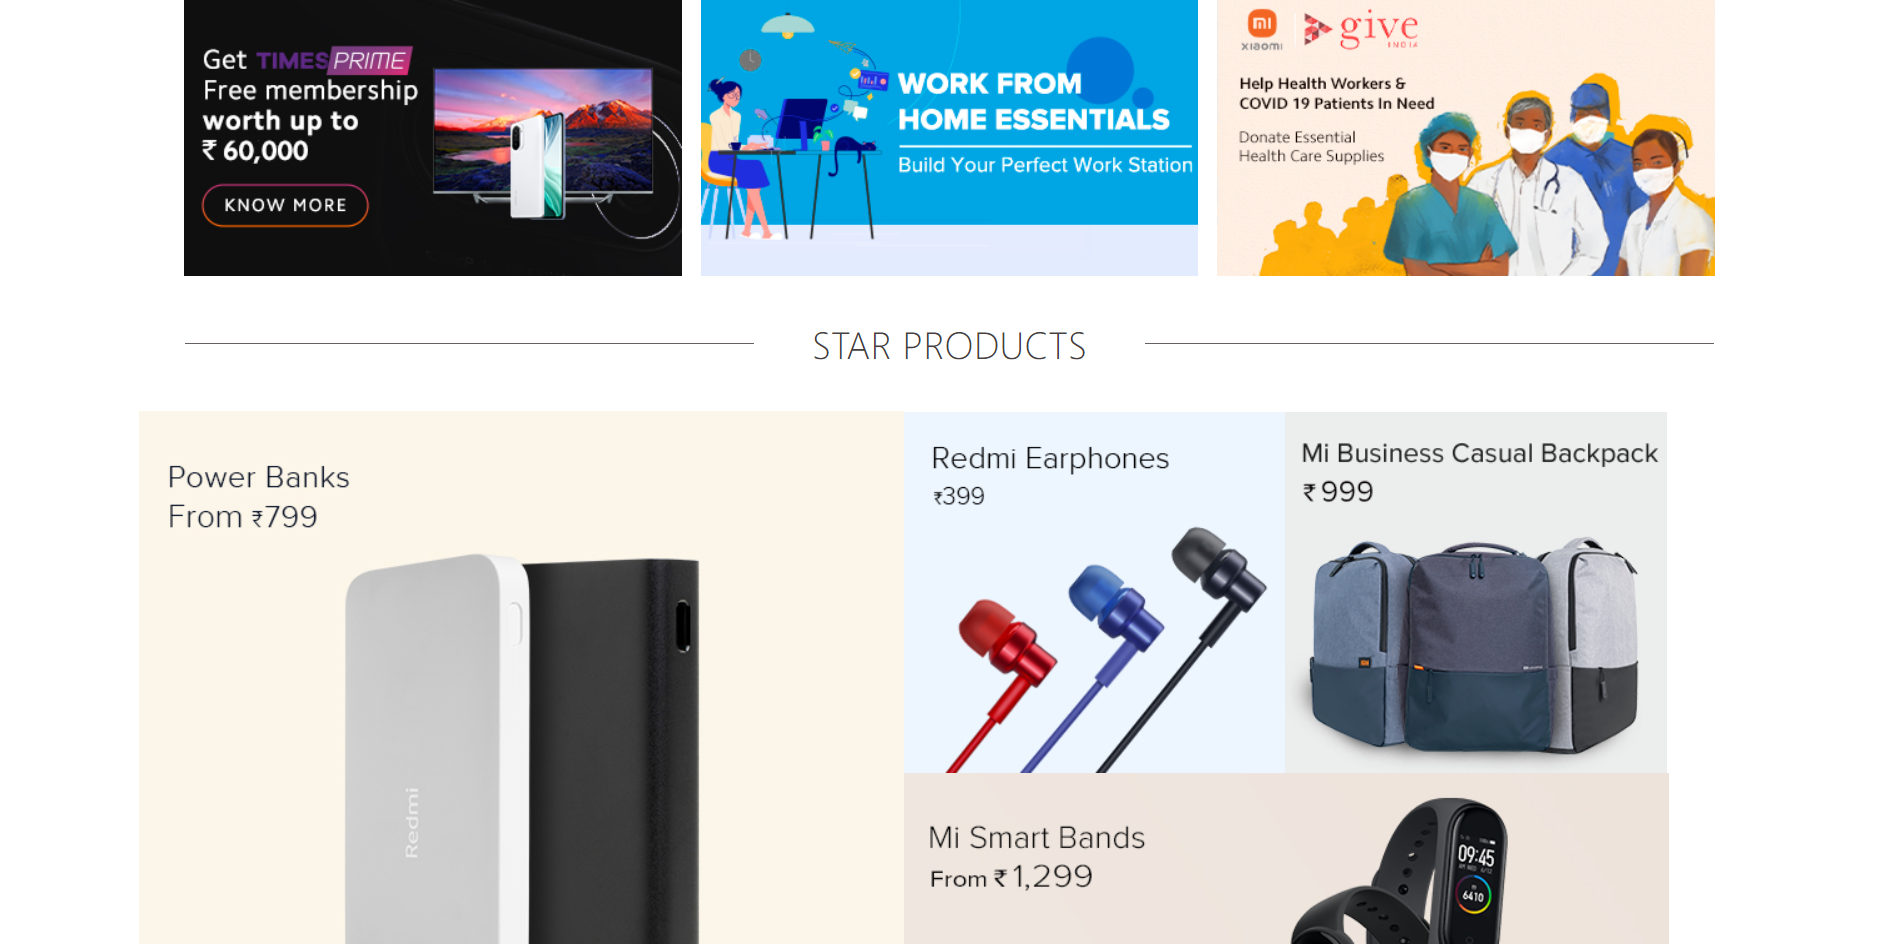 Get TIMES PRIME
Free membership
worth up to
₹ 60,000
KNOW MORE
WORK FROM
HOME ESSENTIALS
Build Your Perfect Work Station
mi
xiaomi
give
INDIA
Help Health Workers &
COVID 19 Patients In Need
Donate Essential
Health Care Supplies
STAR PRODUCTS
Power Banks
From ₹799
Redmi
Redmi Earphones
₹399
Mi Business Casual Backpack
₹ 999
Mi Smart Bands
From ₹ 1,299
09:45
6410